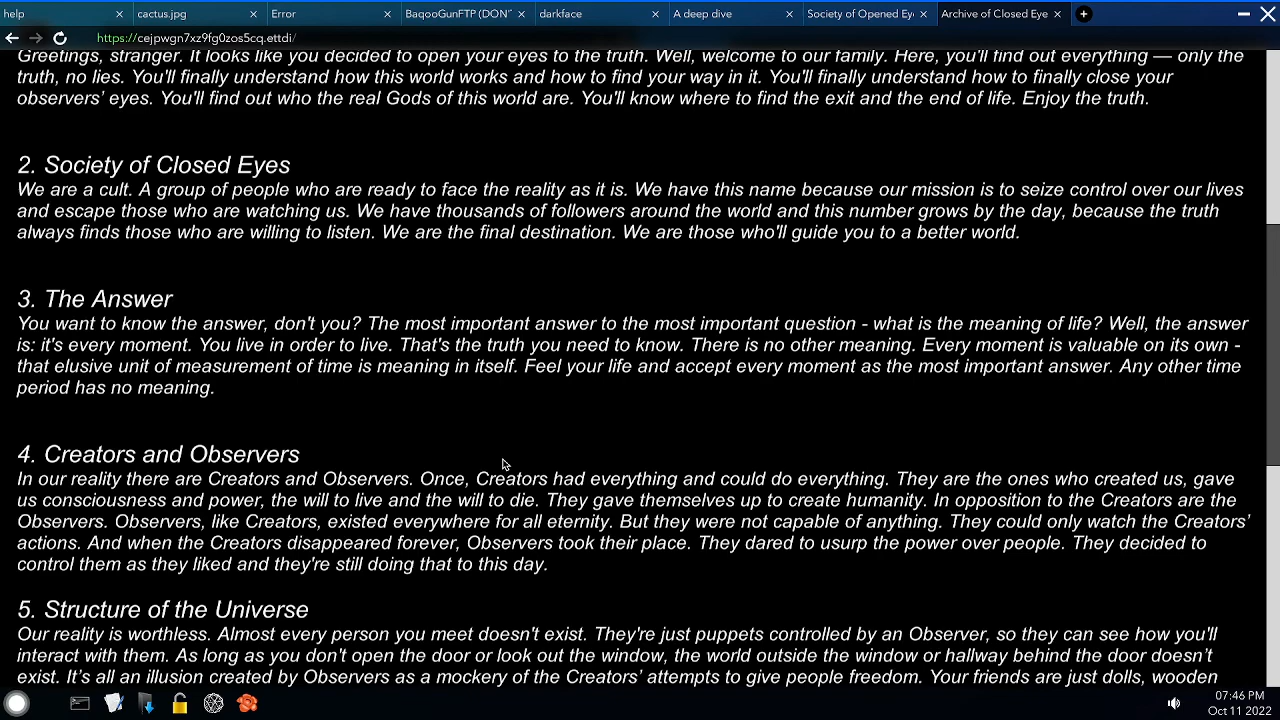 help
cactus.jpg
Error
BaqooGunFTP (DON'
darkface
A deep dive
Society of Opened Ey
Archive of Closed Eye
https://cejpwgn7xz9fg0zos5cq.ettdi/
Greetings, stranger. It looks like you decided to open your eyes to the truth. Well, welcome to our family. Here, you'll find out everything — only the
truth, no lies. You'll finally understand how this world works and how to find your way in it. You'll finally understand how to finally close your
observers' eyes. You'll find out who the real Gods of this world are. You'll know where to find the exit and the end of life. Enjoy the truth.
2. Society of Closed Eyes
We are a cult. A group of people who are ready to face the reality as it is. We have this name because our mission is to seize control over our lives
and escape those who are watching us. We have thousands of followers around the world and this number grows by the day, because the truth
always finds those who are willing to listen. We are the final destination. We are those who'll guide you to a better world.
3. The Answer
You want to know the answer, don't you? The most important answer to the most important question - what is the meaning of life? Well, the answer
is: it's every moment. You live in order to live. That's the truth you need to know. There is no other meaning. Every moment is valuable on its own -
that elusive unit of measurement of time is meaning in itself. Feel your life and accept every moment as the most important answer. Any other time
period has no meaning.
4. Creators and Observers
In our reality there are Creators and Observers. Once, Creators had everything and could do everything. They are the ones who created us, gave
us consciousness and power, the will to live and the will to die. They gave themselves up to create humanity. In opposition to the Creators are the
Observers. Observers, like Creators, existed everywhere for all eternity. But they were not capable of anything. They could only watch the Creators'
actions. And when the Creators disappeared forever, Observers took their place. They dared to usurp the power over people. They decided to
control them as they liked and they're still doing that to this day.
5. Structure of the Universe
Our reality is worthless. Almost every person you meet doesn't exist. They're just puppets controlled by an Observer, so they can see how you'll
interact with them. As long as you don't open the door or look out the window, the world outside the window or hallway behind the door doesn't
exist. It's all an illusion created by Observers as a mockery of the Creators' attempts to give people freedom. Your friends are just dolls, wooden
07:46 PM
Oct 11 2022